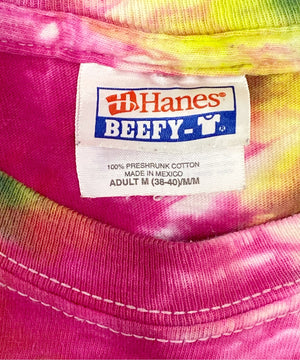 Hanes®
BEEFY-T®
100% PRESHRUNK COTTON
MADE IN MEXICO
ADULT M (38-40)/M/M